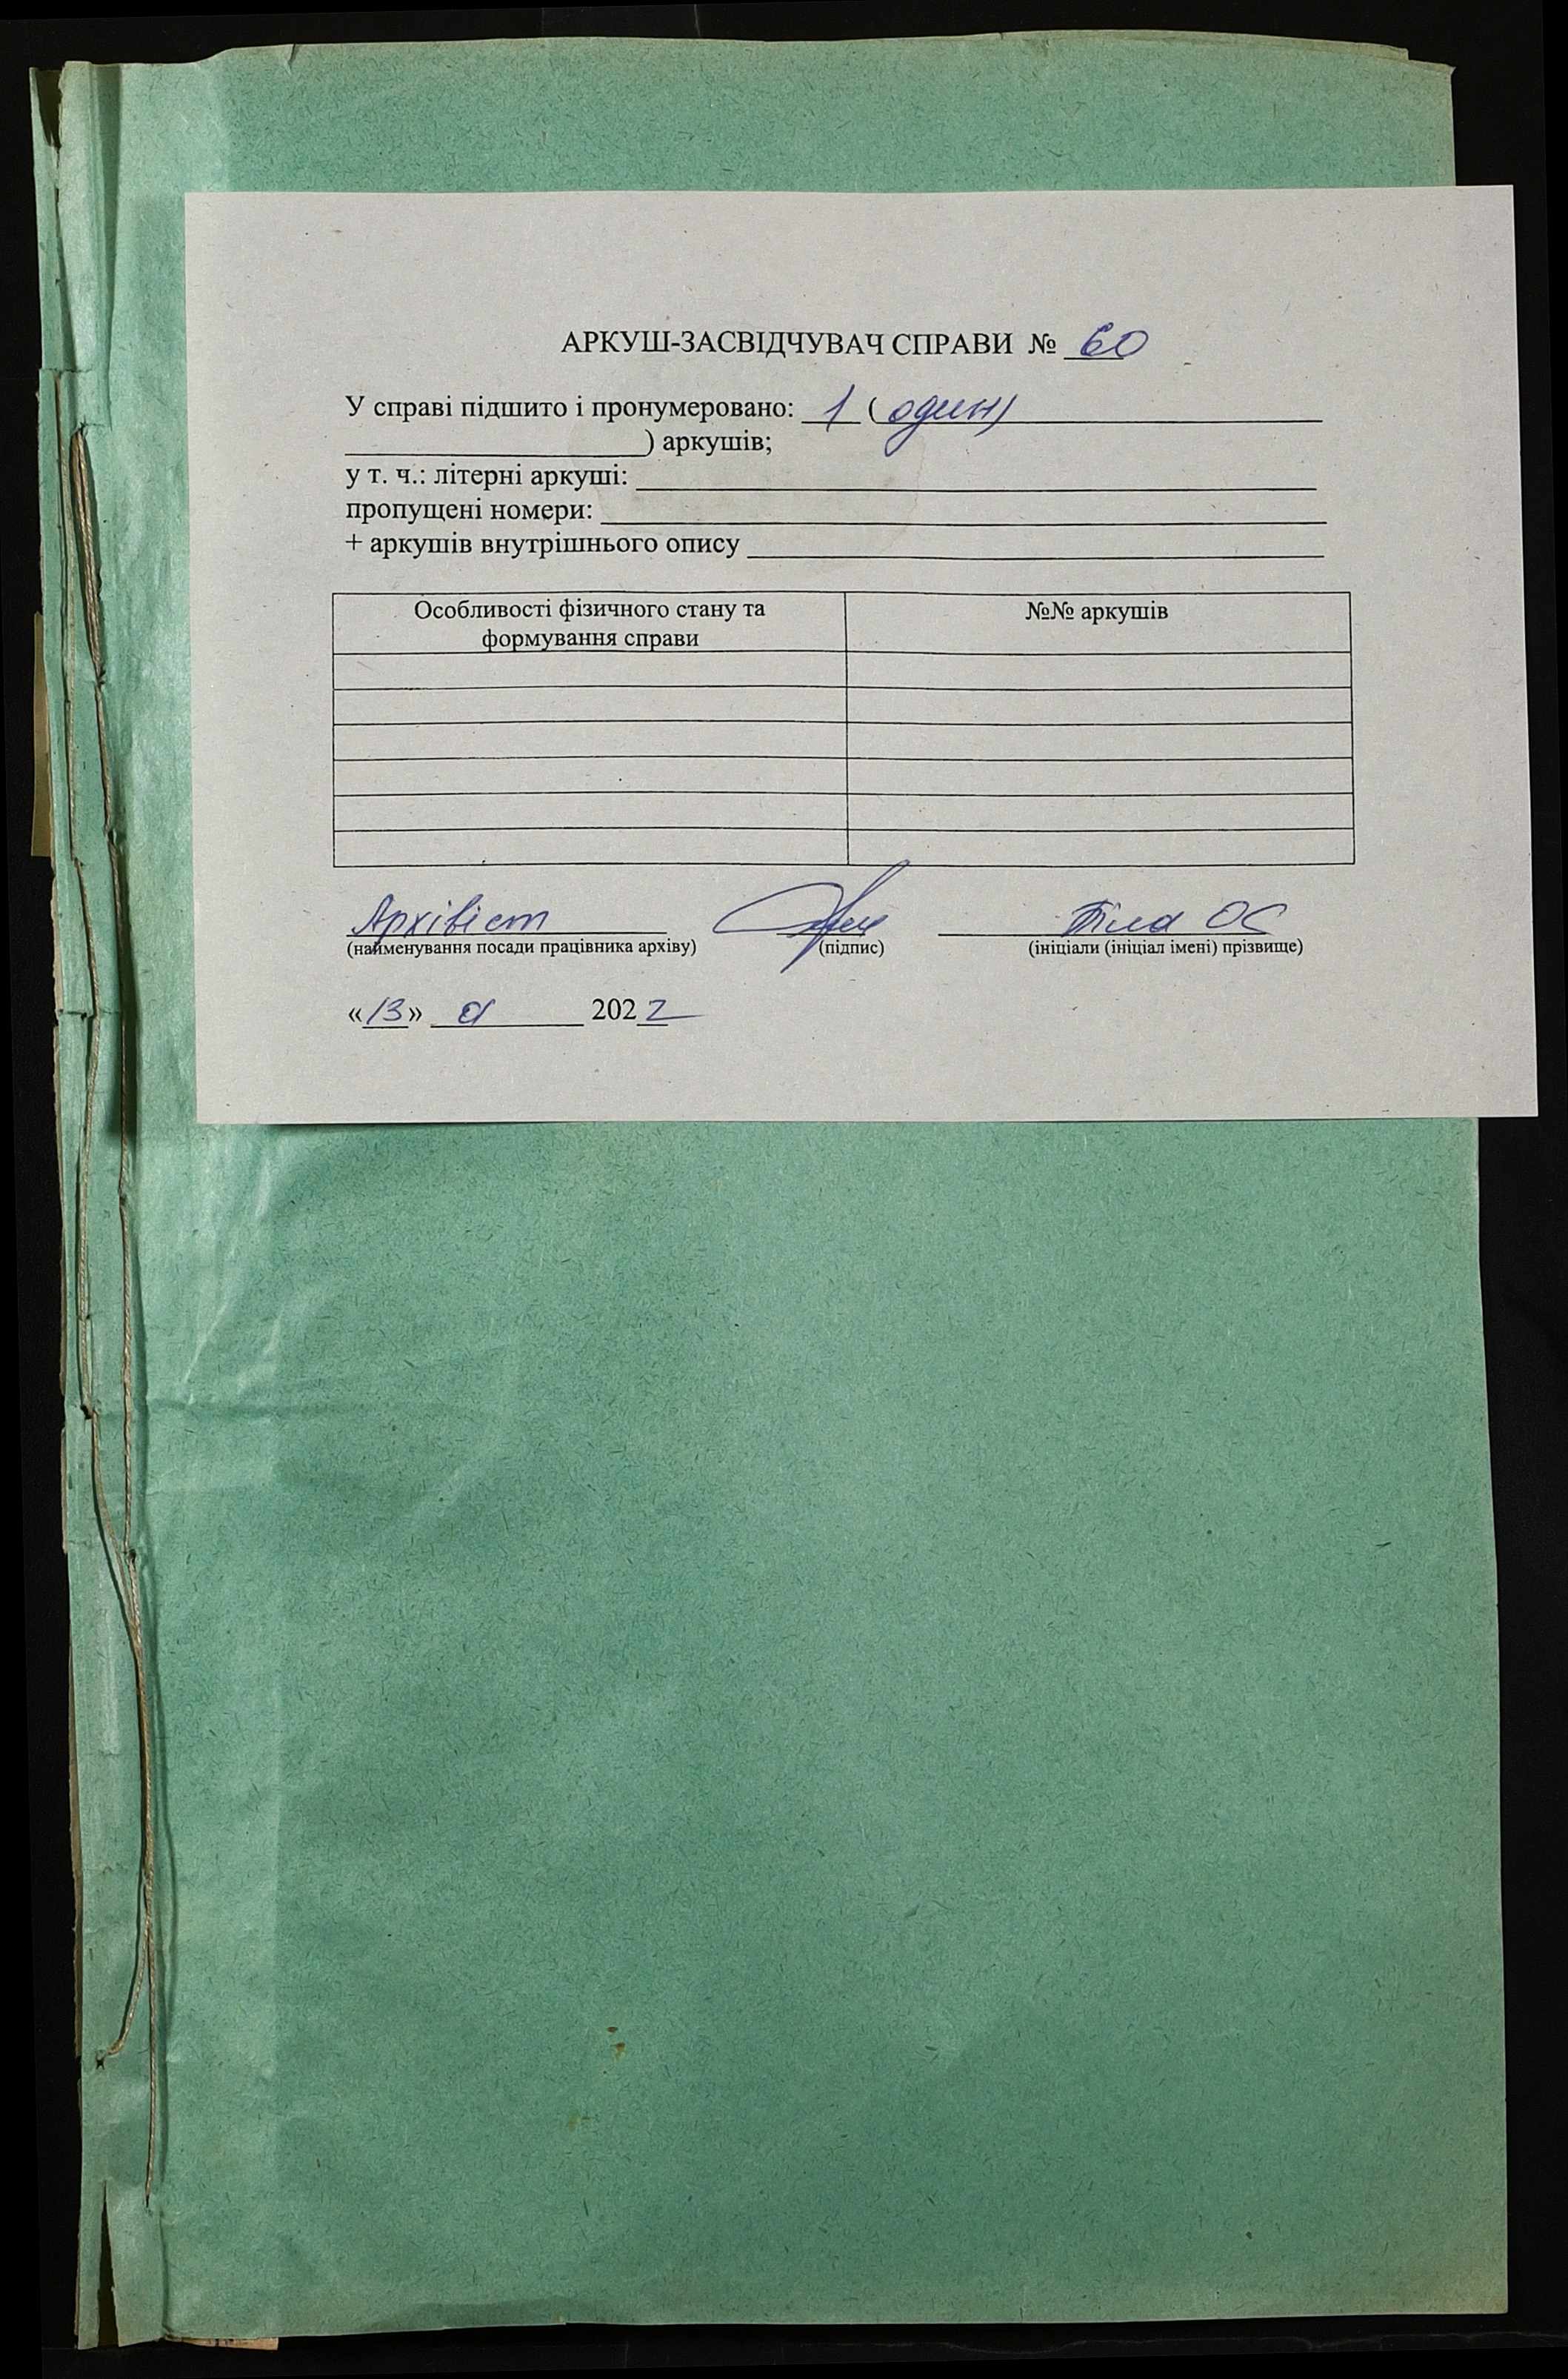 АРКУШ-ЗАСВІДЧУВАЧ СПРАВИ № 60
У справі підшито і пронумеровано: 1 (один)
) аркушів;
у т. ч.: літерні аркуші:
пропущені номери:
+ аркушів внутрішнього опису
Особливості фізичного стану та формування справи
№№ аркушів
Архівіст
Біла ОС
(найменування посади працівника архіву) (підпис) (ініціали (ініціал імені) прізвище)
«13» 2022